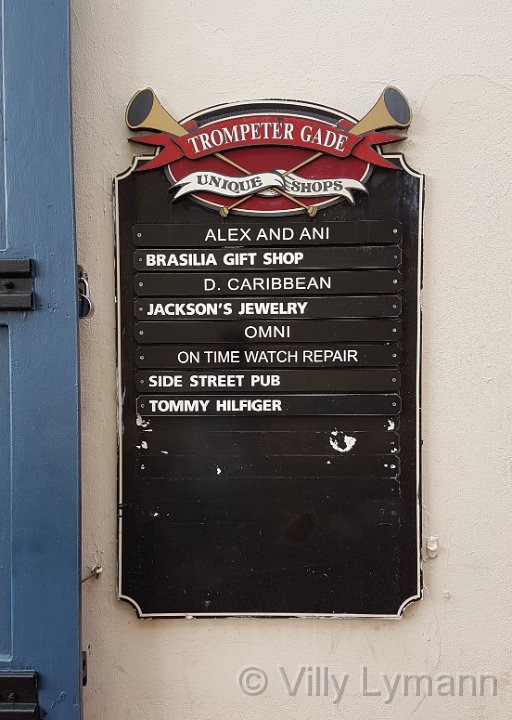 TROMPETER GADE
UNIQUE SHOPS
ALEX AND ANI
BRASILIA GIFT SHOP
D. CARIBBEAN
JACKSON'S JEWELRY
OMNI
ON TIME WATCH REPAIR
SIDE STREET PUB
TOMMY HILFIGER
© Villy Lymann